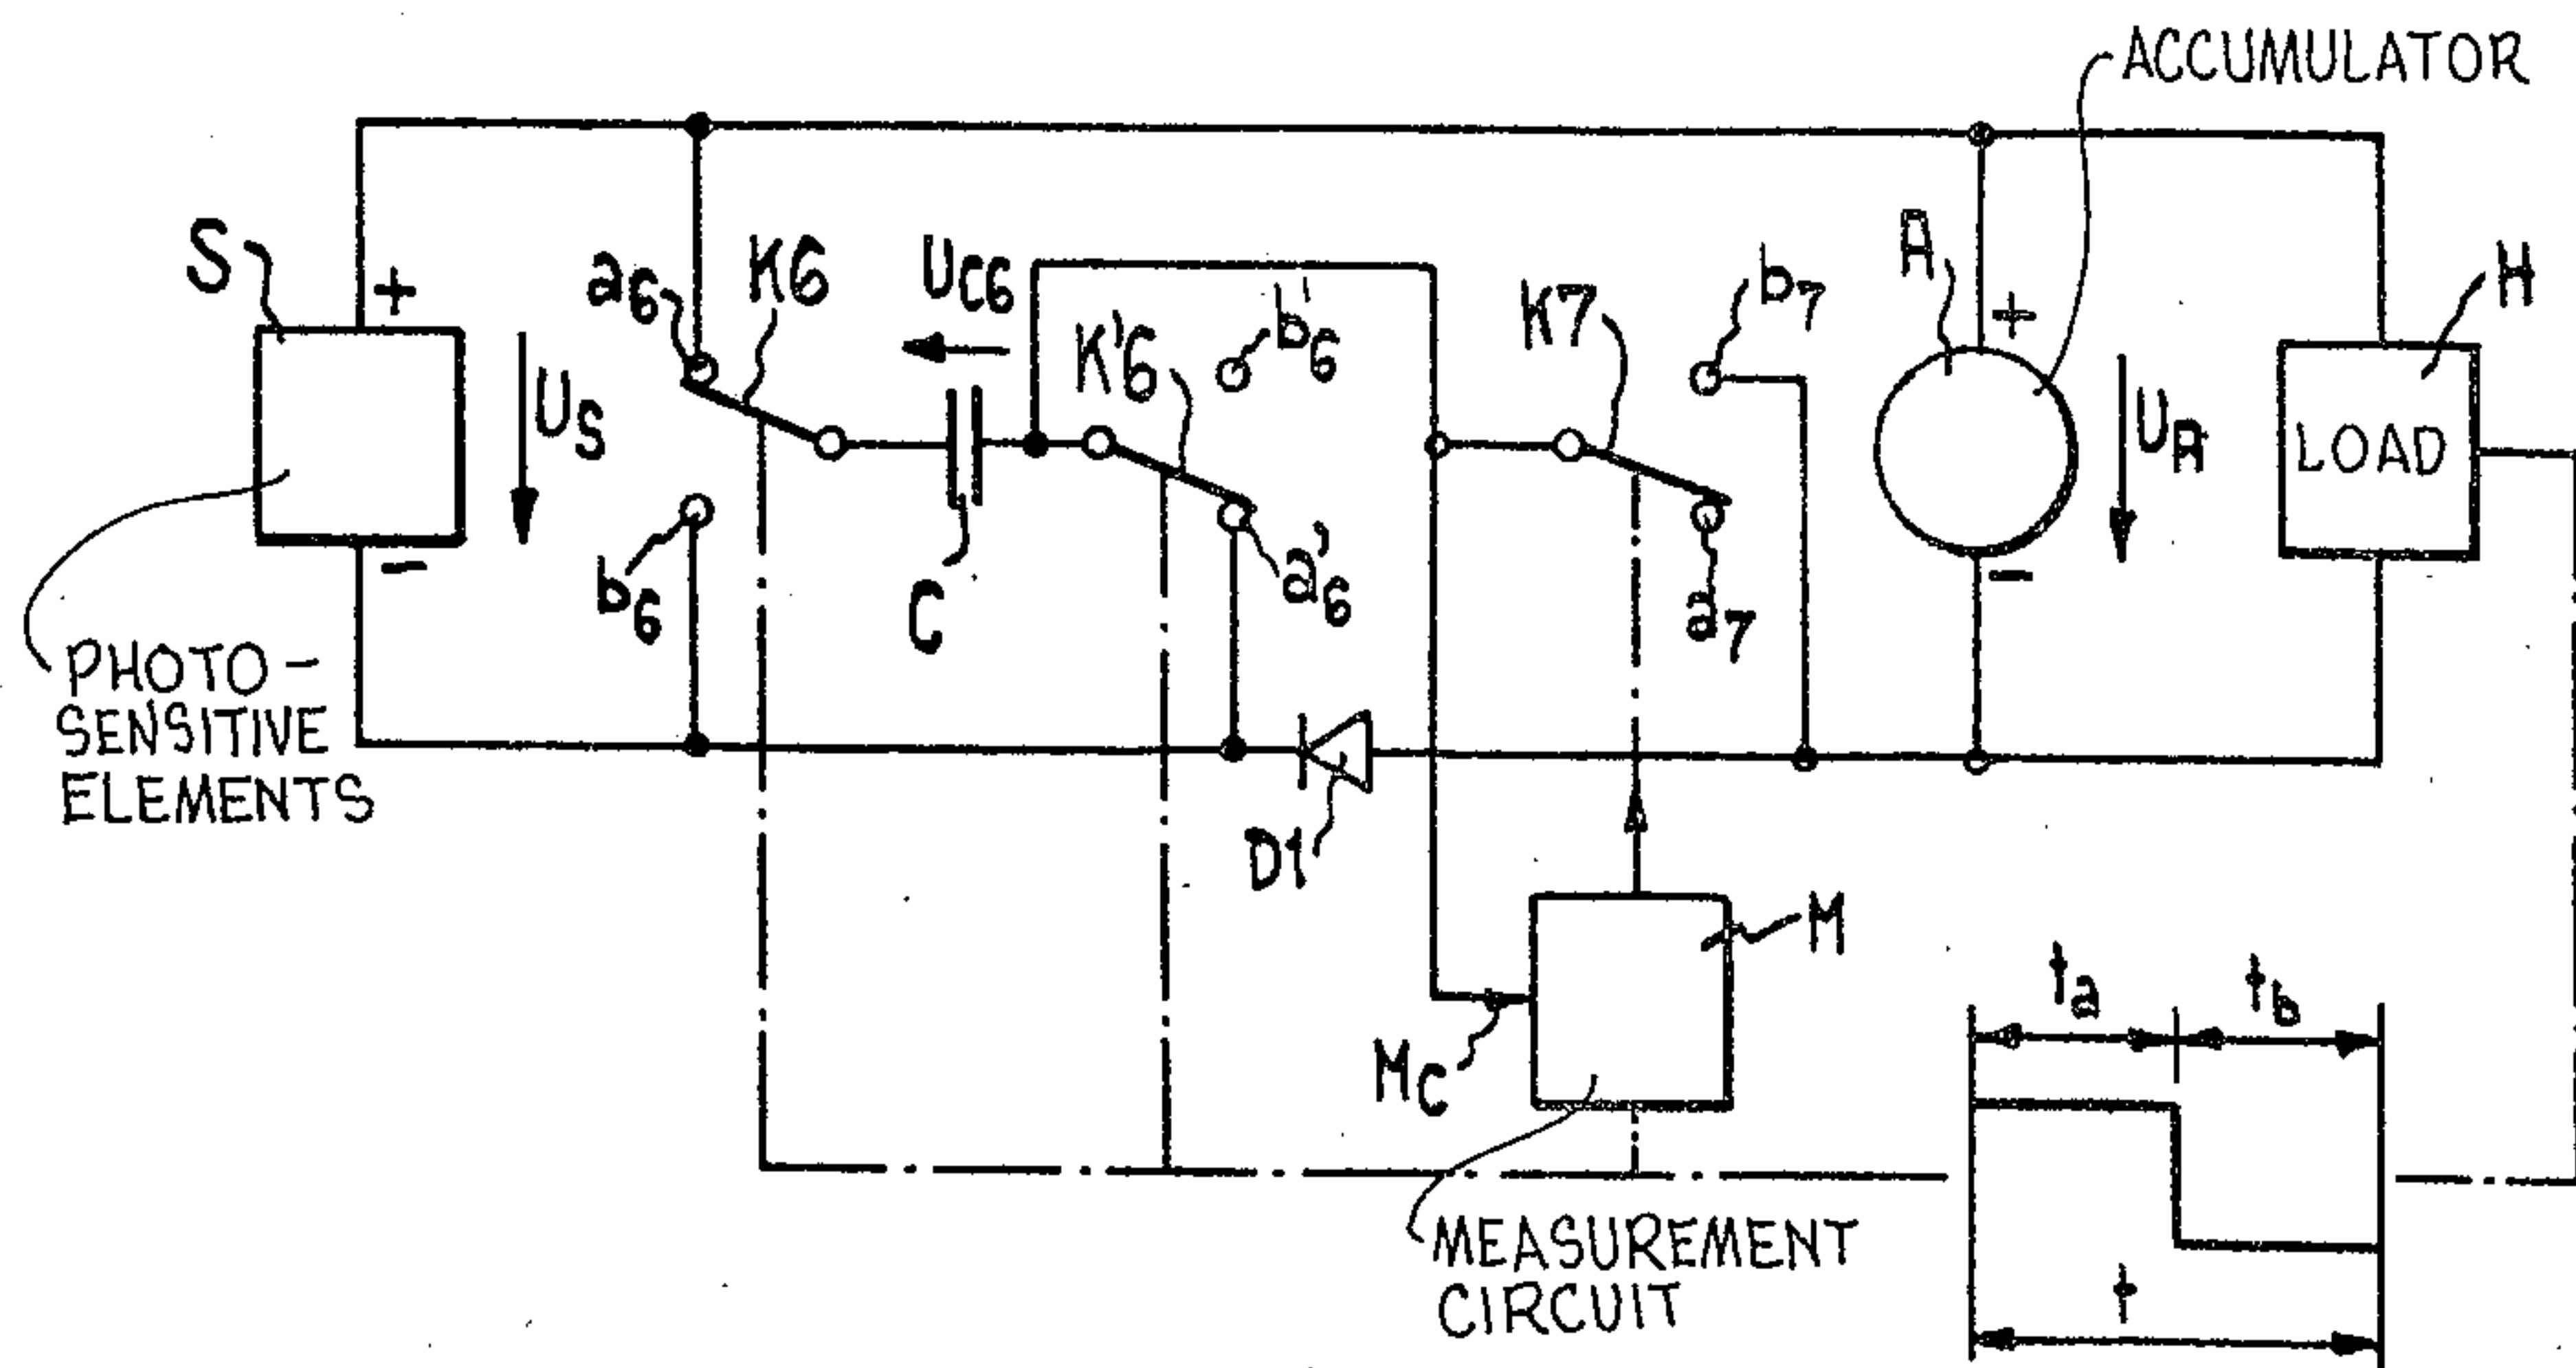 ACCUMULATOR
S
+
a6
K6
UC6
K'6
b'6
K7
b7
A
+
H
US
UA
LOAD
b6
C
a'6
a7
-
-
PHOTO-
SENSITIVE
ELEMENTS
D1
M
MC
ta
tb
MEASUREMENT
CIRCUIT
t